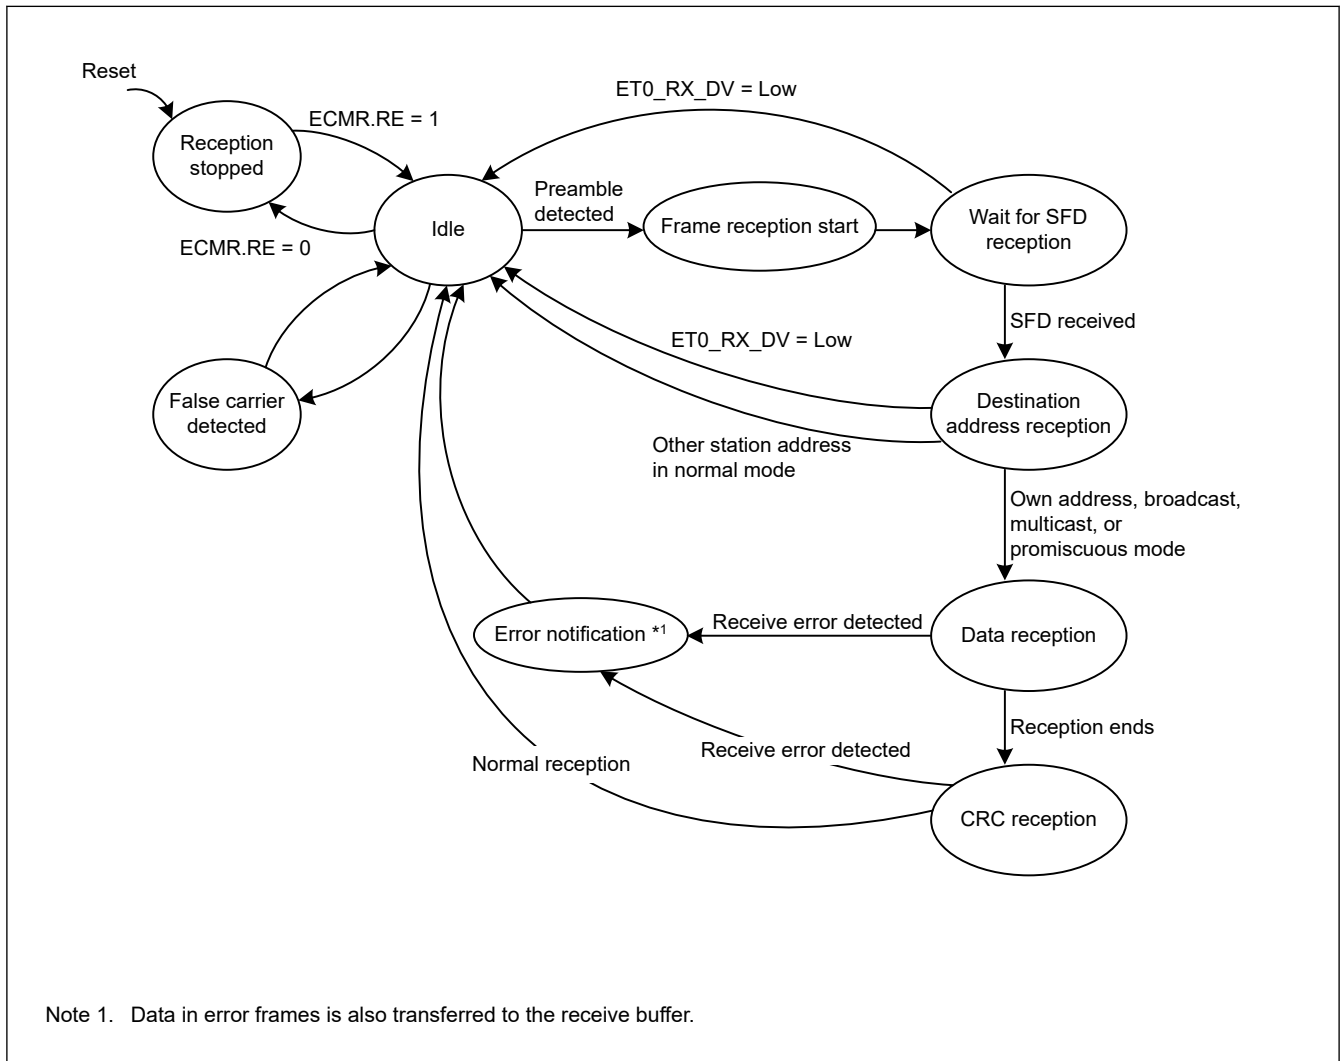 Reset
ET0_RX_DV = Low
ECMR.RE = 1
Reception
stopped
Preamble
detected
Idle
Frame reception start
Wait for SFD
reception
ECMR.RE = 0
SFD received
ET0_RX_DV = Low
False carrier
detected
Destination
address reception
Other station address
in normal mode
Own address, broadcast,
multicast, or
promiscuous mode
Error notification *1
Receive error detected
Data reception
Reception ends
Receive error detected
Normal reception
CRC reception
Note 1. Data in error frames is also transferred to the receive buffer.